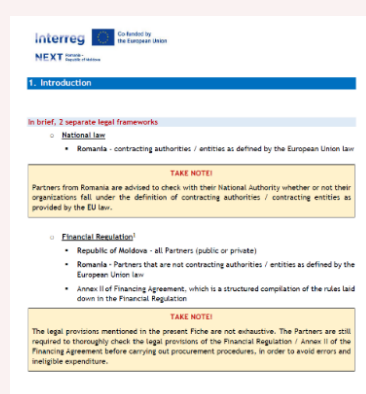 Interreg
Co-funded by
the European Union
NEXT Romania -
Republic of Moldova
1. Introduction
In brief, 2 separate legal frameworks
○ National law
▪ Romania - contracting authorities / entities as defined by the European Union law
TAKE NOTE!
Partners from Romania are advised to check with their National Authority whether or not their
organizations fall under the definition of contracting authorities / contracting entities as
provided by the EU law.
○ Financial Regulation¹
▪ Republic of Moldova - all Partners (public or private)
▪ Romania - Partners that are not contracting authorities / entities as defined by the
European Union law
▪ Annex II of Financing Agreement, which is a structured compilation of the rules laid
down in the Financial Regulation
TAKE NOTE!
The legal provisions mentioned in the present Fiche are not exhaustive. The Partners are still
required to thoroughly check the legal provisions of the Financial Regulation / Annex II of the
Financing Agreement before carrying out procurement procedures, in order to avoid errors and
ineligible expenditure.